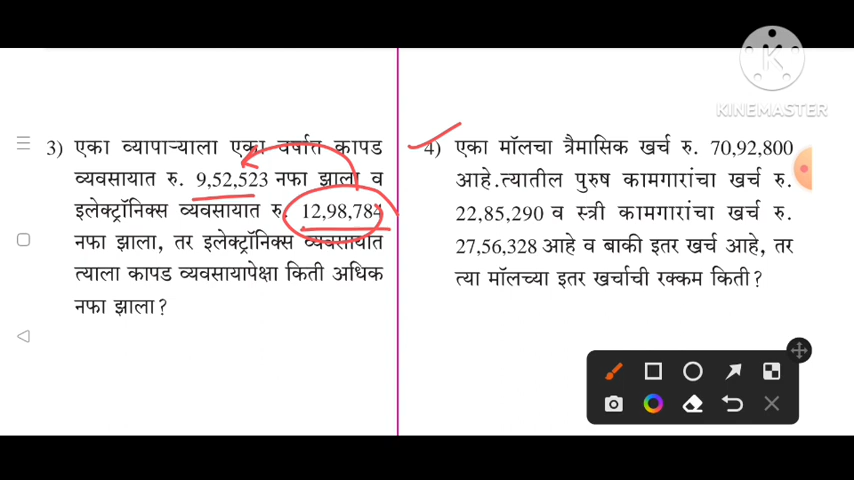 KINEMASTER
3) एका व्यापाऱ्याला एका वर्षात कापड
व्यवसायात रु. 9,52,523 नफा झाला व
इलेक्ट्रॉनिक्स व्यवसायात रु. 12,98,784
नफा झाला, तर इलेक्ट्रॉनिक्स व्यवसायात
त्याला कापड व्यवसायापेक्षा किती अधिक
नफा झाला?
4) एका मॉलचा त्रैमासिक खर्च रु. 70,92,800
आहे.त्यातील पुरुष कामगारांचा खर्च रु.
22,85,290 व स्त्री कामगारांचा खर्च रु.
27,56,328 आहे व बाकी इतर खर्च आहे, तर
त्या मॉलच्या इतर खर्चाची रक्कम किती?